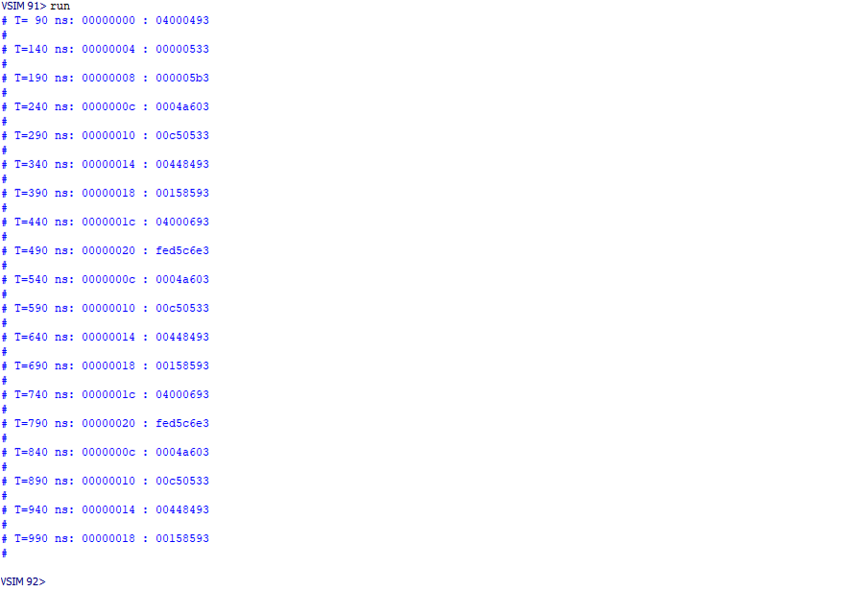 VSIM 91> run
# T= 90 ns: 00000000 : 04000493
#
# T=140 ns: 00000004 : 00000533
#
# T=190 ns: 00000008 : 000005b3
#
# T=240 ns: 0000000c : 0004a603
#
# T=290 ns: 00000010 : 00c50533
#
# T=340 ns: 00000014 : 00448493
#
# T=390 ns: 00000018 : 00158593
#
# T=440 ns: 0000001c : 04000693
#
# T=490 ns: 00000020 : fed5c6e3
#
# T=540 ns: 0000000c : 0004a603
#
# T=590 ns: 00000010 : 00c50533
#
# T=640 ns: 00000014 : 00448493
#
# T=690 ns: 00000018 : 00158593
#
# T=740 ns: 0000001c : 04000693
#
# T=790 ns: 00000020 : fed5c6e3
#
# T=840 ns: 0000000c : 0004a603
#
# T=890 ns: 00000010 : 00c50533
#
# T=940 ns: 00000014 : 00448493
#
# T=990 ns: 00000018 : 00158593
#
VSIM 92>